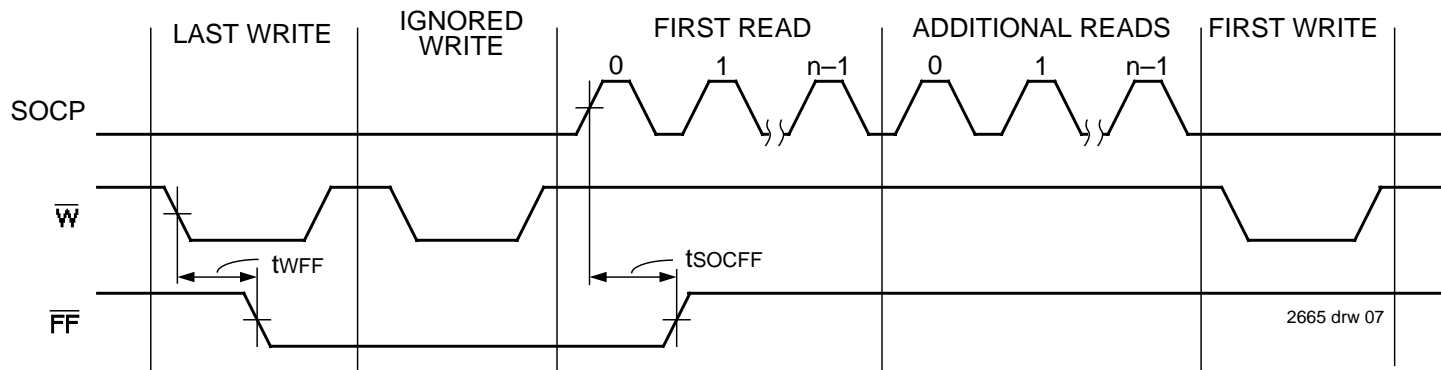 LAST WRITE
IGNORED
WRITE
FIRST READ
ADDITIONAL READS
FIRST WRITE
0 1 n–1 0 1 n–1
SOCP
W̅
tWFF
tSOCFF
F̅F̅
2665 drw 07